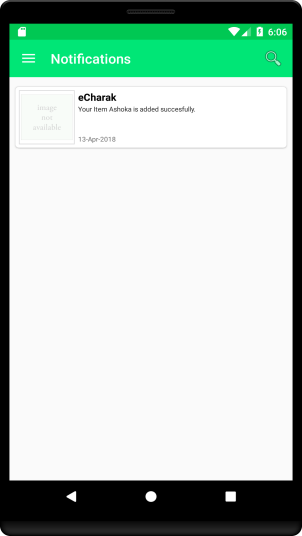 6:06
Notifications
image
not
available
eCharak
Your Item Ashoka is added succesfully.
13-Apr-2018